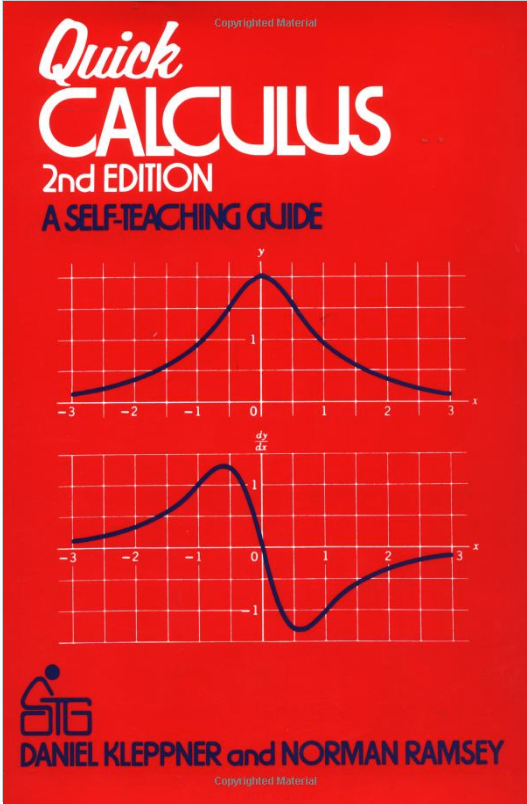 Copyrighted Material
Quick
CALCULUS
2nd EDITION
A SELF-TEACHING GUIDE
y
1
-3 -2 -1 0 1 2 3 x
dy
dx
1
-3 -2 -1 0 1 2 3 x
-1
STG
DANIEL KLEPPNER and NORMAN RAMSEY
Copyrighted Material